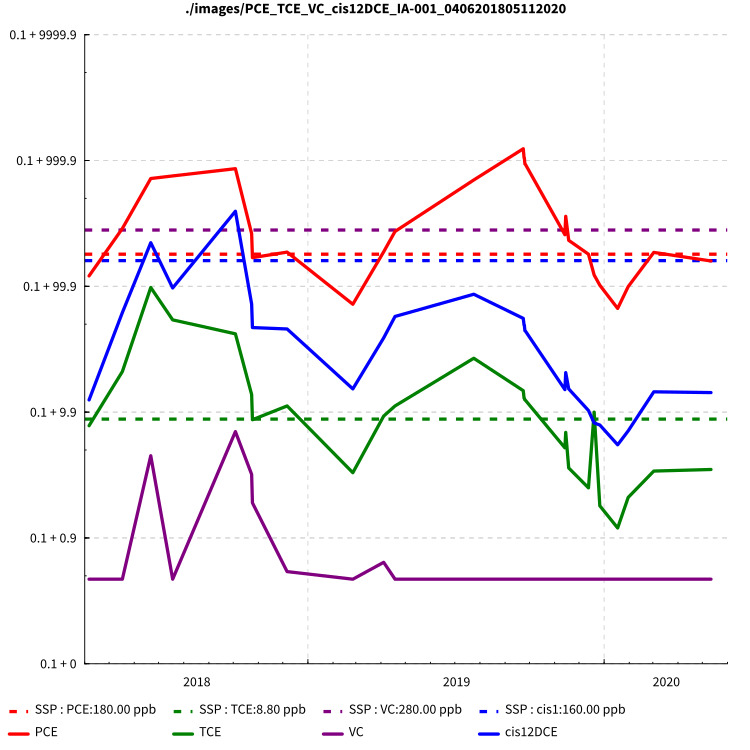 ./images/PCE_TCE_VC_cis12DCE_IA-001_0406201805112020
0.1 + 9999.9
0.1 + 999.9
0.1 + 99.9
0.1 + 9.9
0.1 + 0.9
0.1 + 0
2018 2019 2020
SSP : PCE:180.00 ppb SSP : TCE:8.80 ppb SSP : VC:280.00 ppb SSP : cis1:160.00 ppb
PCE TCE VC cis12DCE